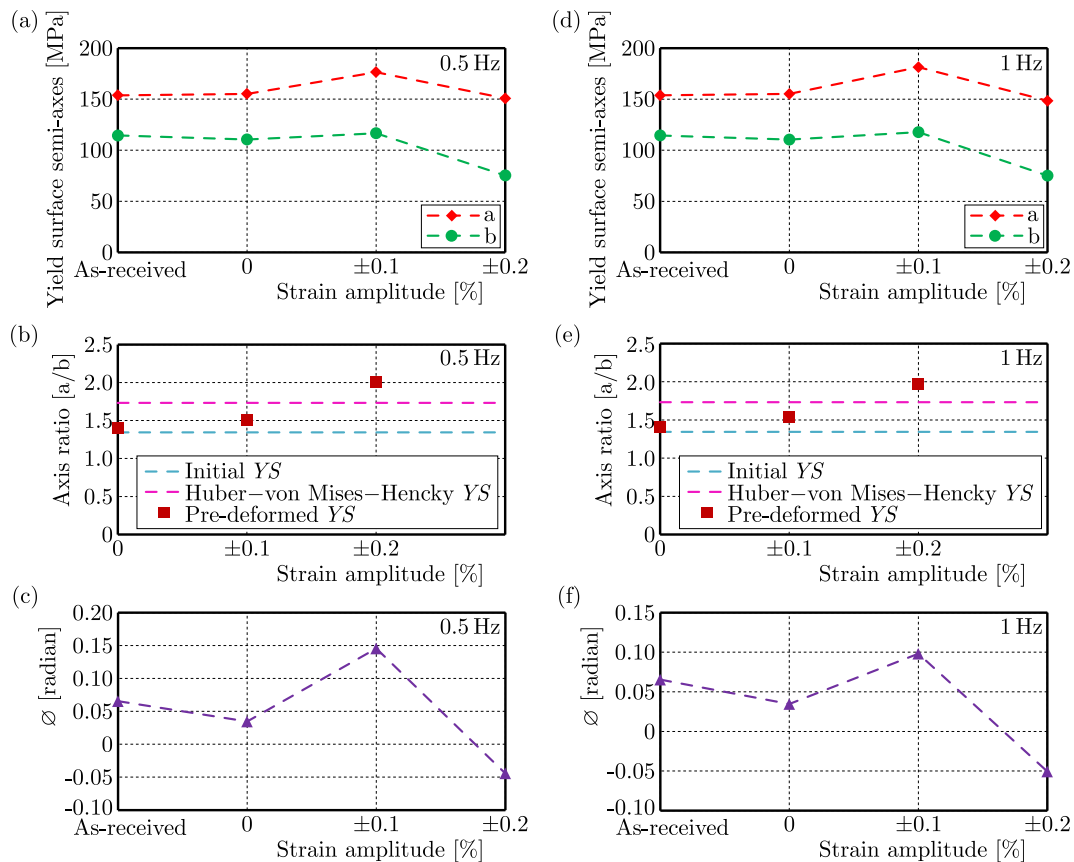 (a)
Yield surface semi-axes [MPa]
200
150
100
50
0
0.5 Hz
a
b
As-received 0 ±0.1 ±0.2
Strain amplitude [%]
(d)
Yield surface semi-axes [MPa]
200
150
100
50
0
1 Hz
a
b
As-received 0 ±0.1 ±0.2
Strain amplitude [%]
(b)
Axis ratio [a/b]
2.5
2.0
1.5
1.0
0.5
0
0.5 Hz
Initial YS
Huber−von Mises−Hencky YS
Pre-deformed YS
0 ±0.1 ±0.2
Strain amplitude [%]
(e)
Axis ratio [a/b]
2.5
2.0
1.5
1.0
0.5
0
1 Hz
Initial YS
Huber−von Mises−Hencky YS
Pre-deformed YS
0 ±0.1 ±0.2
Strain amplitude [%]
(c)
∅ [radian]
0.20
0.15
0.10
0.05
0
-0.05
-0.10
0.5 Hz
As-received 0 ±0.1 ±0.2
Strain amplitude [%]
(f)
∅ [radian]
0.15
0.10
0.05
0
-0.05
-0.10
1 Hz
As-received 0 ±0.1 ±0.2
Strain amplitude [%]